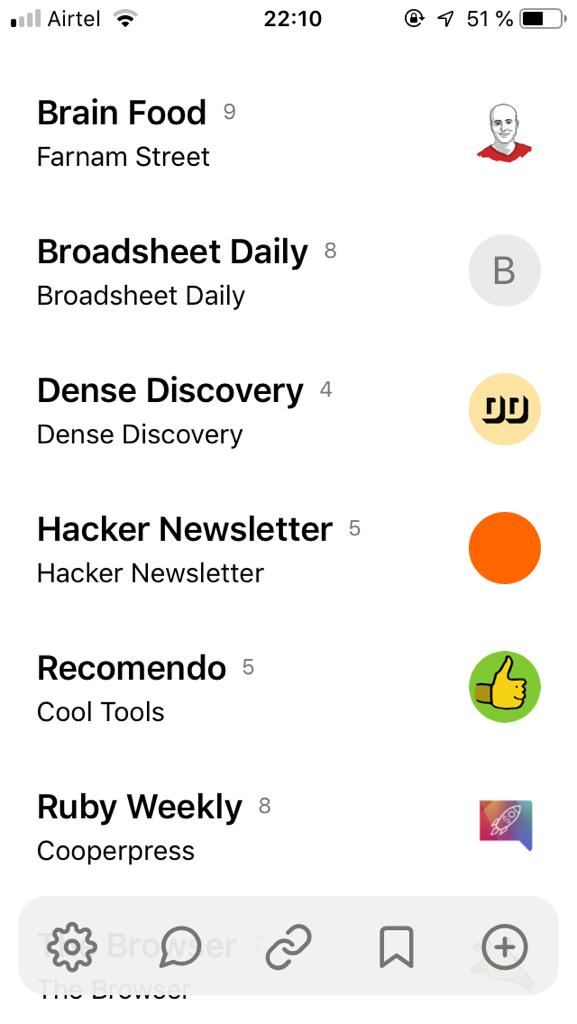 Airtel 22:10 51 %
Brain Food 9
Farnam Street
Broadsheet Daily 8
Broadsheet Daily
B
Dense Discovery 4
Dense Discovery
DD
Hacker Newsletter 5
Hacker Newsletter
Recomendo 5
Cool Tools
Ruby Weekly 8
Cooperpress
The Browser 7
The Browser